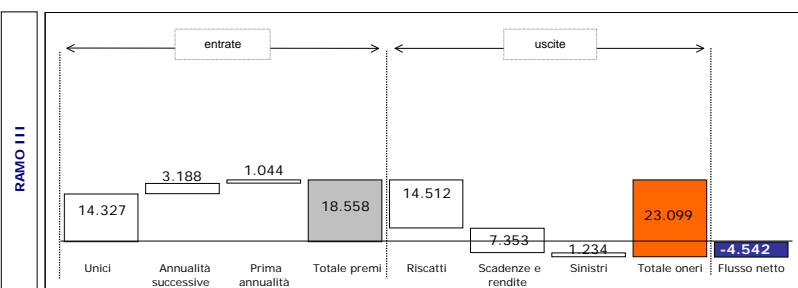 RAMO III
entrate
uscite
3.188
1.044
14.327
18.558
14.512
7.353
1.234
23.099
-4.542
Unici
Annualità
successive
Prima
annualità
Totale premi
Riscatti
Scadenze e
rendite
Sinistri
Totale oneri
Flusso netto